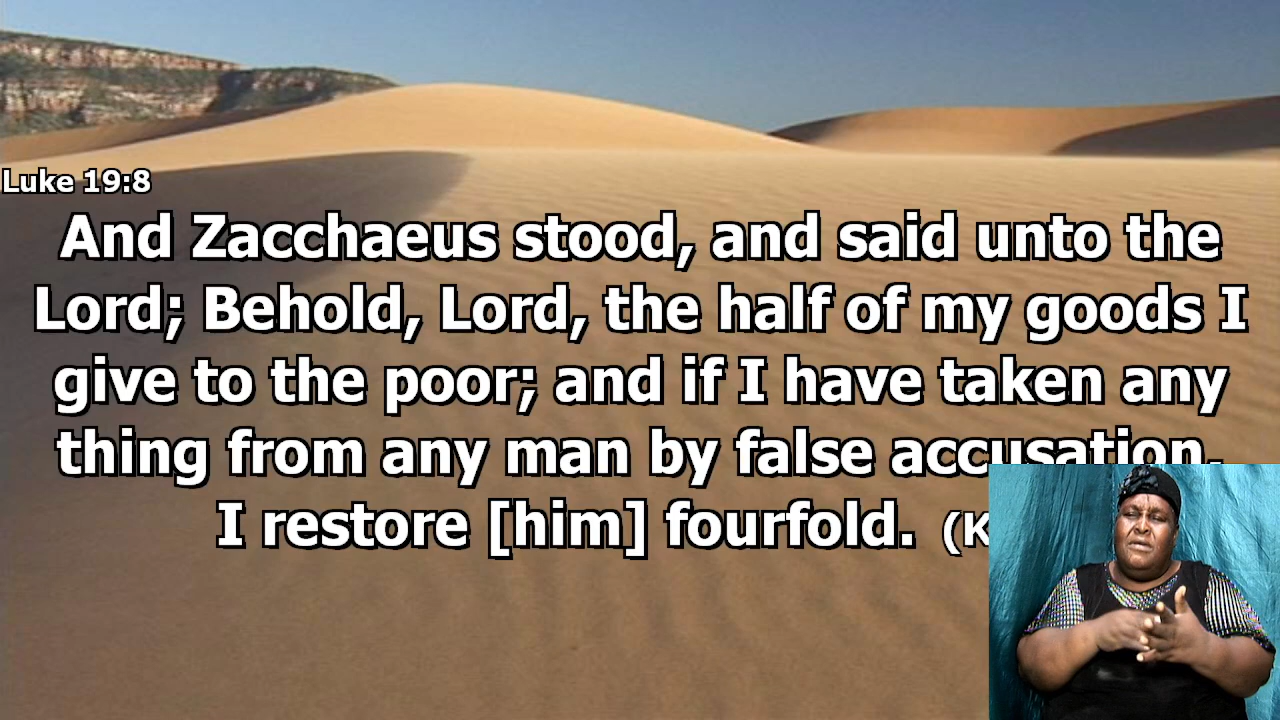 Luke 19:8
And Zacchaeus stood, and said unto the
Lord; Behold, Lord, the half of my goods I
give to the poor; and if I have taken any
thing from any man by false accusation,
I restore [him] fourfold. (K